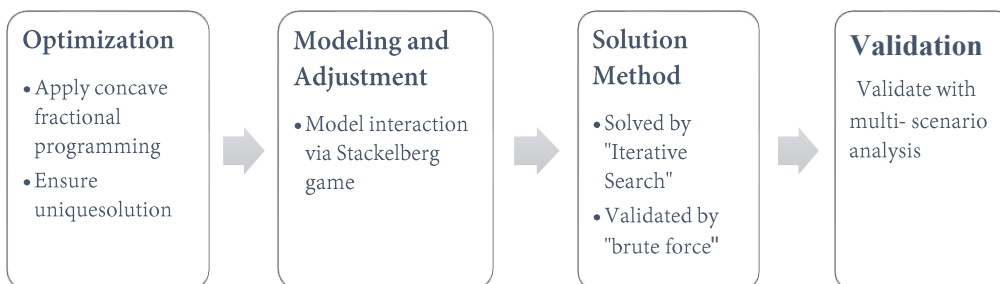 Optimization
• Apply concave
fractional
programming
• Ensure
uniquesolution
Modeling and
Adjustment
• Model interaction
via Stackelberg
game
Solution
Method
• Solved by
"Iterative
Search"
• Validated by
"brute force"
Validation
Validate with
multi- scenario
analysis